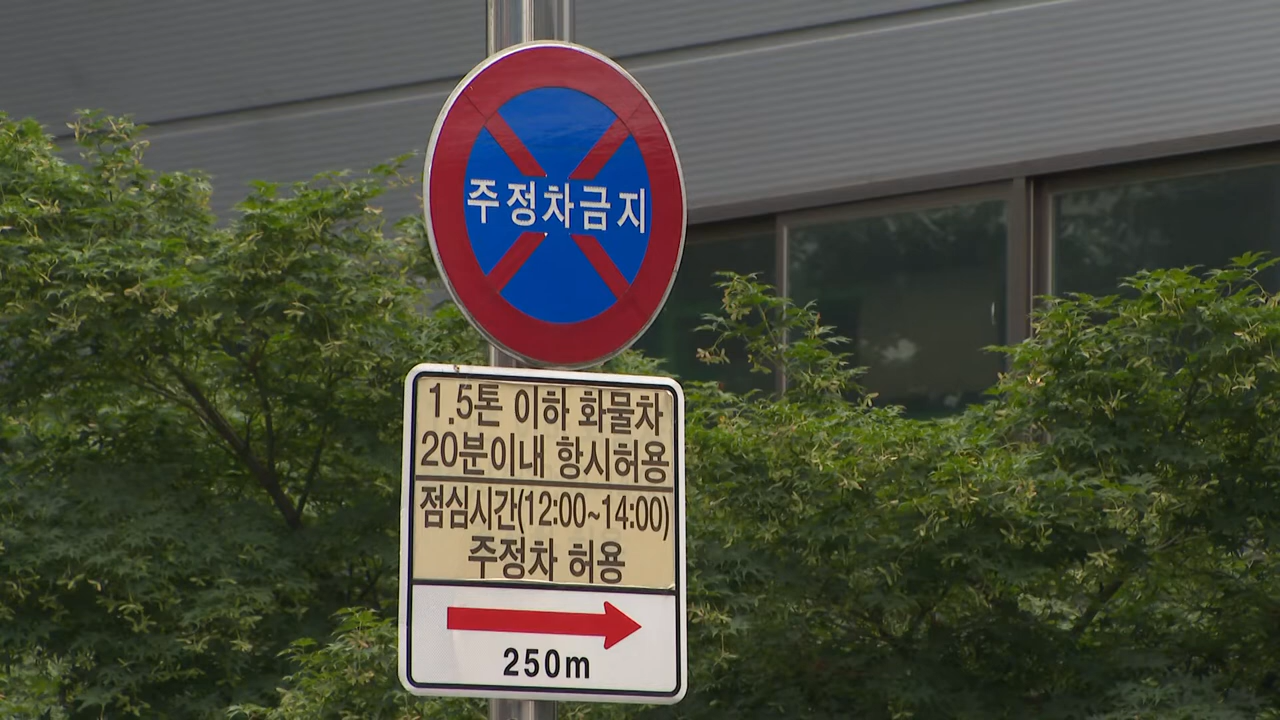 주정차금지
1.5톤 이하 화물차
20분이내 항시허용
점심시간(12:00~14:00)
주정차 허용
250m